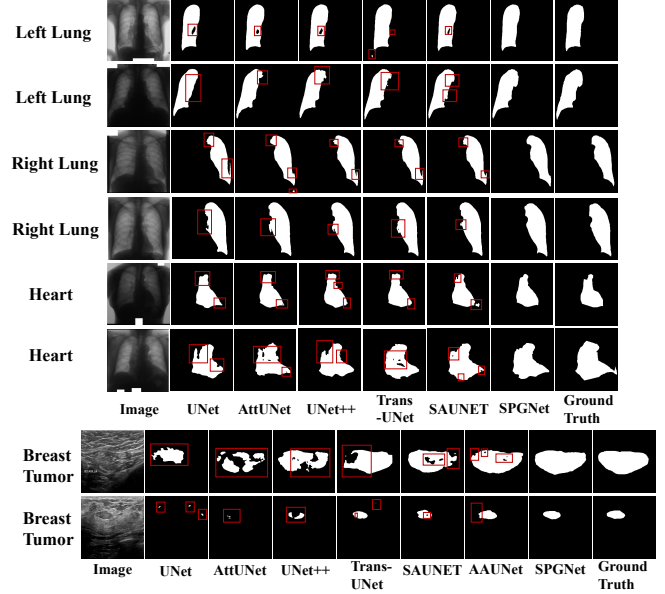 Left Lung
Left Lung
Right Lung
Right Lung
Heart
Heart
Image UNet AttUNet UNet++ Trans-UNet SAUNET SPGNet Ground Truth
Breast Tumor
Breast Tumor
Image UNet AttUNet UNet++ Trans-UNet SAUNET AAUNet SPGNet Ground Truth